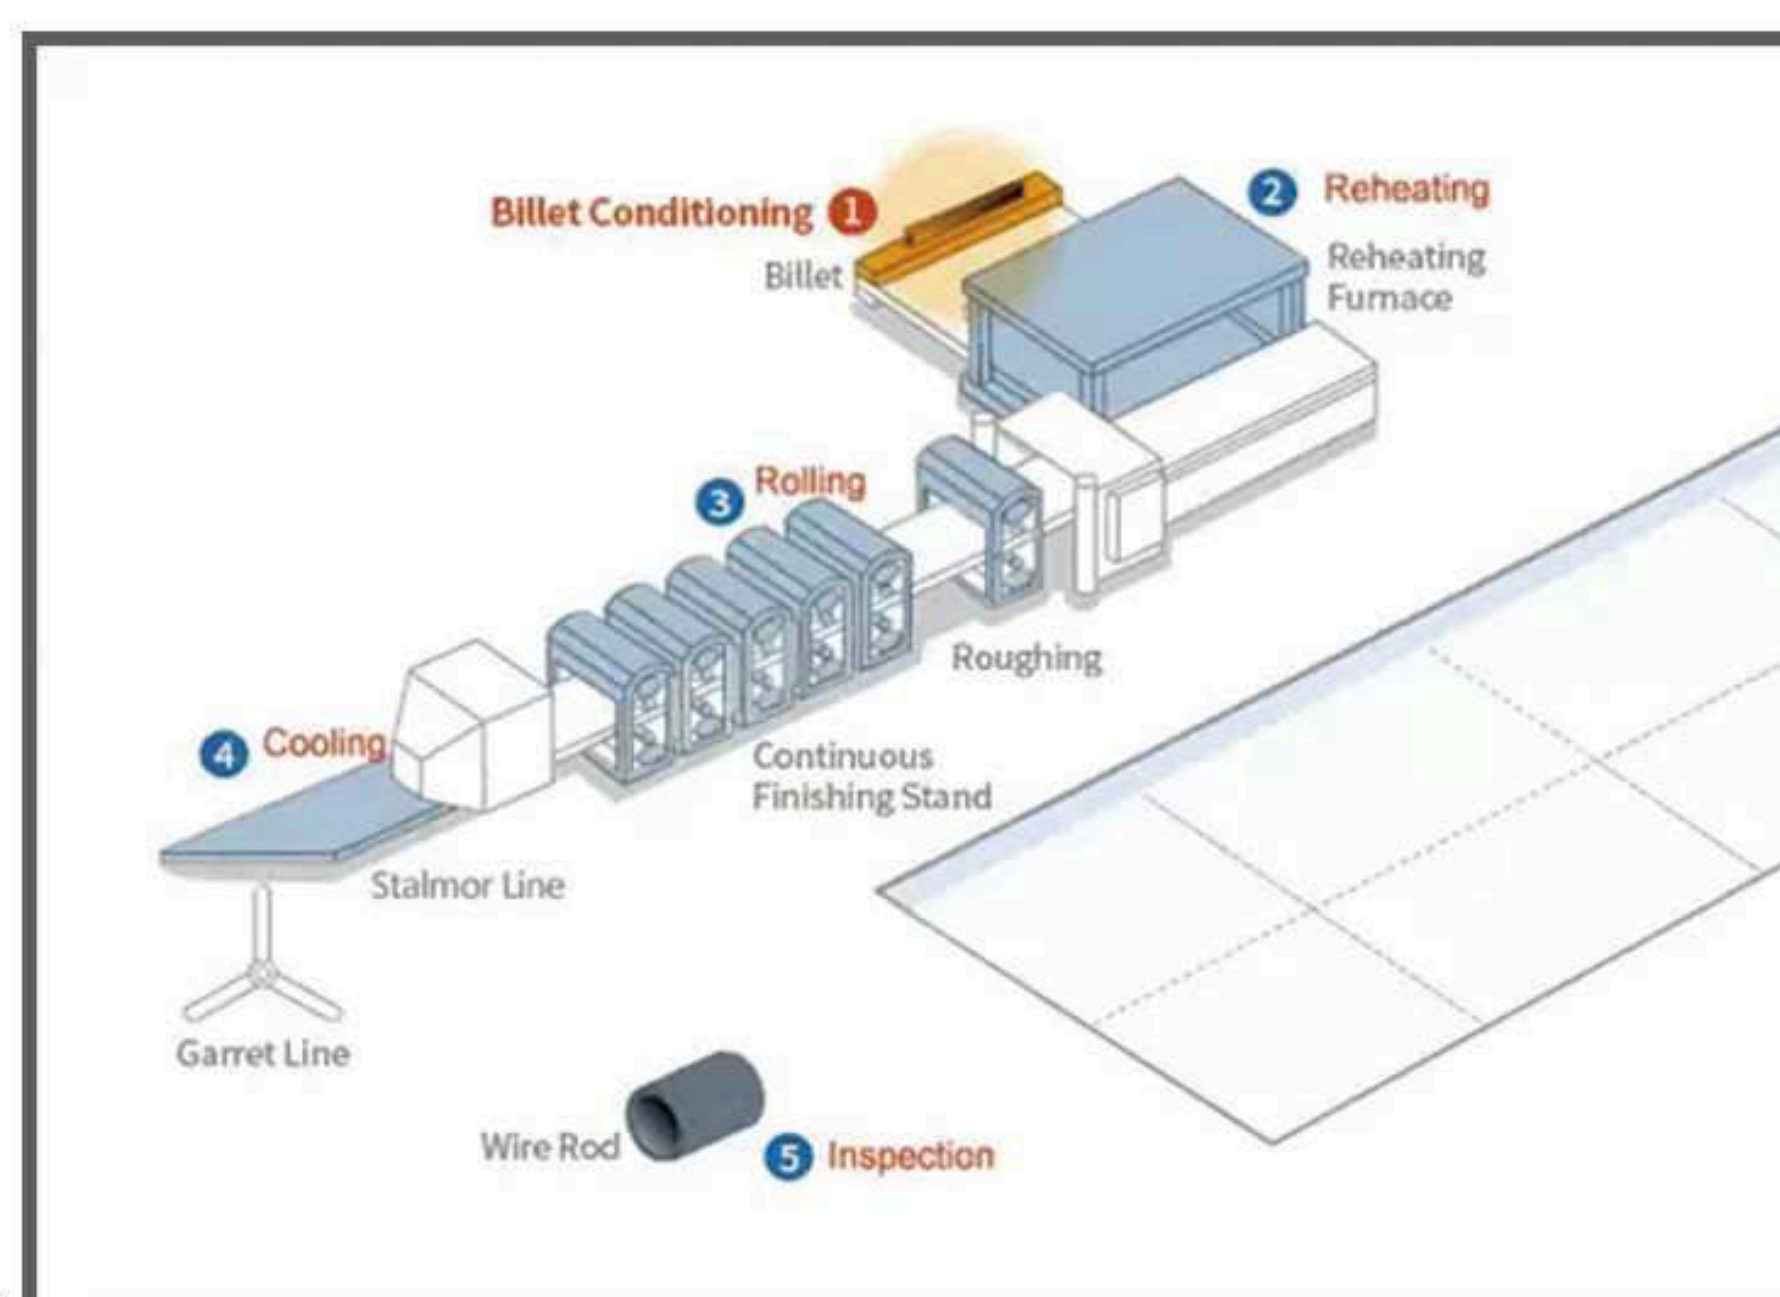 Billet Conditioning 1
Billet
2 Reheating
Reheating
Furnace
3 Rolling
Roughing
Continuous
Finishing Stand
4 Cooling
Stalmor Line
Garret Line
Wire Rod
5 Inspection